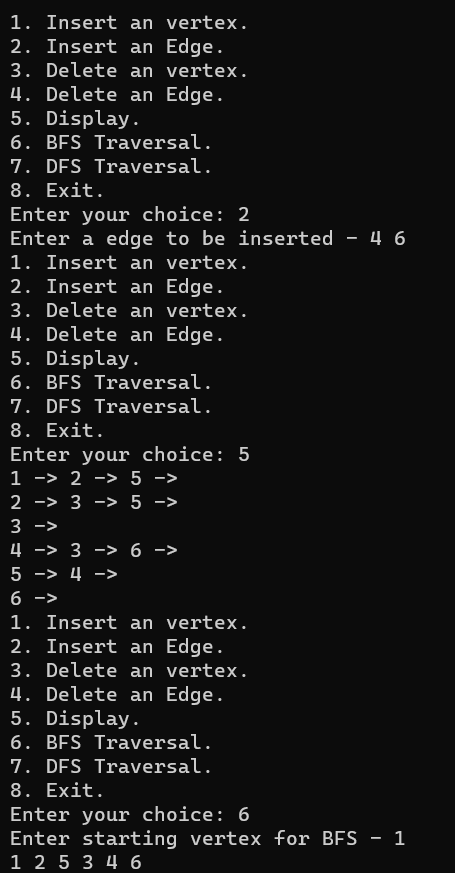 1. Insert an vertex.
2. Insert an Edge.
3. Delete an vertex.
4. Delete an Edge.
5. Display.
6. BFS Traversal.
7. DFS Traversal.
8. Exit.
Enter your choice: 2
Enter a edge to be inserted - 4 6
1. Insert an vertex.
2. Insert an Edge.
3. Delete an vertex.
4. Delete an Edge.
5. Display.
6. BFS Traversal.
7. DFS Traversal.
8. Exit.
Enter your choice: 5
1 -> 2 -> 5 ->
2 -> 3 -> 5 ->
3 ->
4 -> 3 -> 6 ->
5 -> 4 ->
6 ->
1. Insert an vertex.
2. Insert an Edge.
3. Delete an vertex.
4. Delete an Edge.
5. Display.
6. BFS Traversal.
7. DFS Traversal.
8. Exit.
Enter your choice: 6
Enter starting vertex for BFS - 1
1 2 5 3 4 6